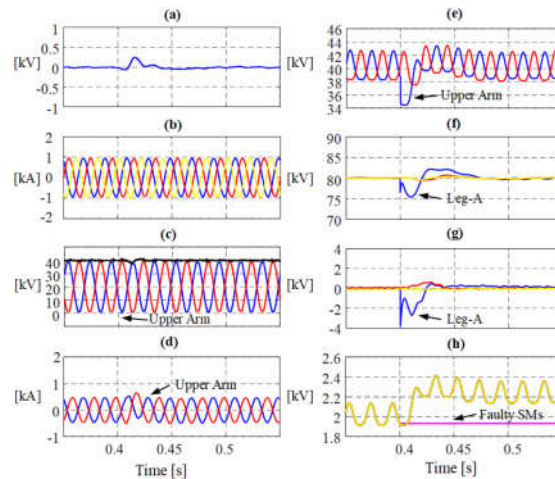 (a)
[kV]
1
0.5
0
-0.5
-1
(b)
[kA]
2
1
0
-1
-2
(c)
[kV]
40
30
20
10
0
Upper Arm
(d)
[kA]
2
1
0
-1
Upper Arm
0.4 0.45 0.5
Time [s]
(e)
[kV]
46
44
42
40
38
36
34
Upper Arm
(f)
[kV]
90
85
80
75
70
Leg-A
(g)
[kV]
4
2
0
-2
-4
Leg-A
(h)
[kV]
2.6
2.4
2.2
2
1.8
Faulty SMs
0.4 0.45 0.5
Time [s]